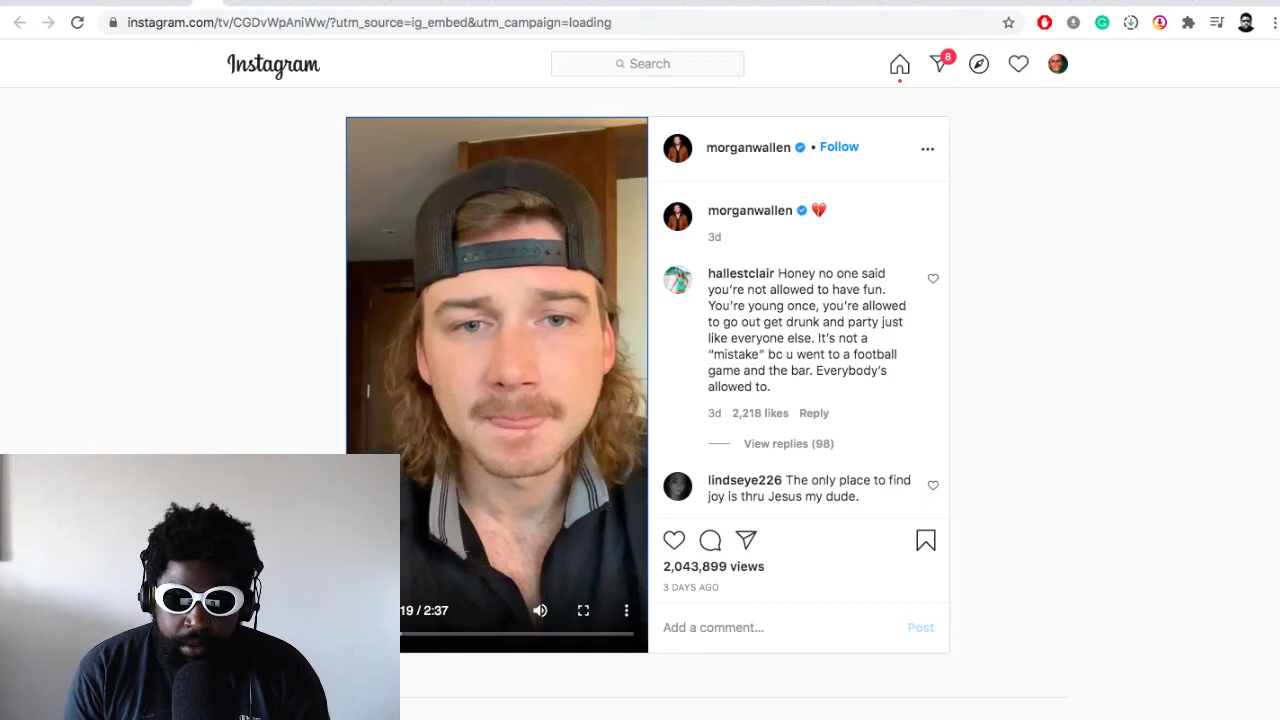 instagram.com/tv/CGDvWpAniWw/?utm_source=ig_embed&utm_campaign=loading
Instagram
Search
8
morganwallen • Follow
morganwallen 💔
3d
hallestclair Honey no one said
you're not allowed to have fun.
You're young once, you're allowed
to go out get drunk and party just
like everyone else. It's not a
“mistake” bc u went to a football
game and the bar. Everybody's
allowed to.
3d 2,218 likes Reply
View replies (98)
lindseye226 The only place to find
joy is thru Jesus my dude.
19 / 2:37
2,043,899 views
3 DAYS AGO
Add a comment... Post